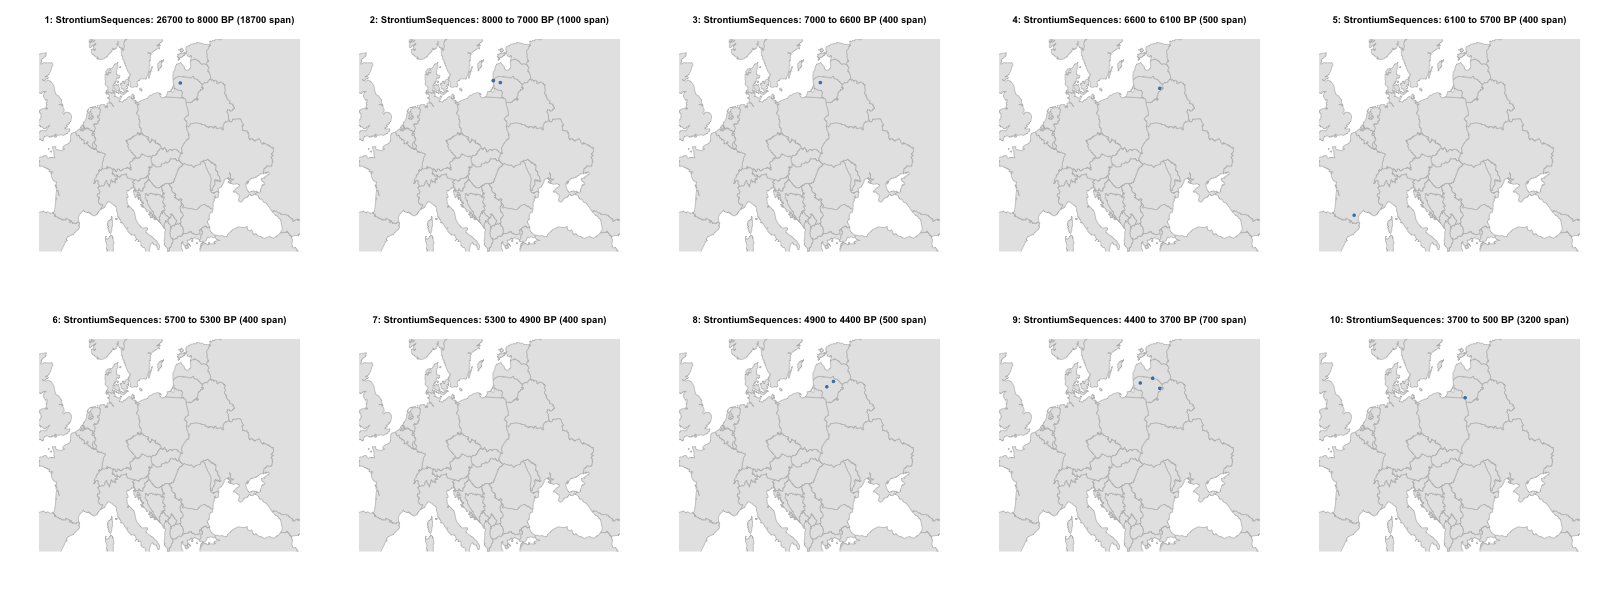 1: StrontiumSequences: 26700 to 8000 BP (18700 span)
2: StrontiumSequences: 8000 to 7000 BP (1000 span)
3: StrontiumSequences: 7000 to 6600 BP (400 span)
4: StrontiumSequences: 6600 to 6100 BP (500 span)
5: StrontiumSequences: 6100 to 5700 BP (400 span)
6: StrontiumSequences: 5700 to 5300 BP (400 span)
7: StrontiumSequences: 5300 to 4900 BP (400 span)
8: StrontiumSequences: 4900 to 4400 BP (500 span)
9: StrontiumSequences: 4400 to 3700 BP (700 span)
10: StrontiumSequences: 3700 to 500 BP (3200 span)